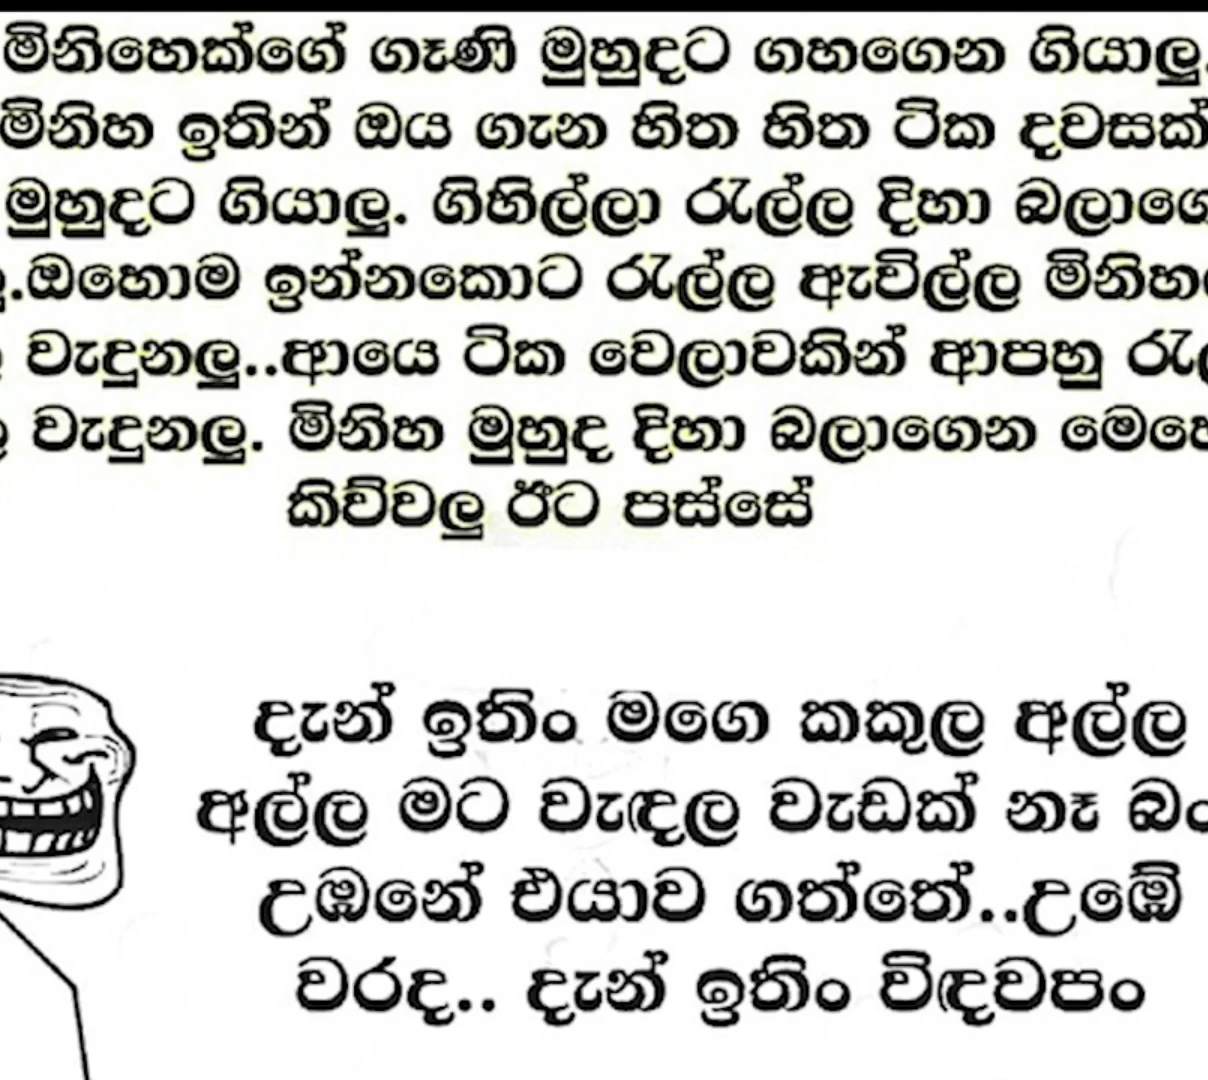 මිනිහෙක්ගේ ගෑණි මුහුදට ගහගෙන ගියාලු.
මිනිහ ඉතින් ඔය ගැන හිත හිත ටික දවසක්
මුහුදට ගියාලු. ගිහිල්ලා රැල්ල දිහා
.ඔහොම ඉන්නකොට රැල්ල ඇවිල්ල
වැදුනලු..ආයෙ ටික වෙලාවකින් ආපහු
වැදුනලු. මිනිහ මුහුද දිහා බලාගෙන
කිව්වලු ඊට පස්සේ
දැන් ඉතිං මගෙ කකුල අල්ල
අල්ල මට වැඳල වැඩක් නෑ
උඹනේ එයාව ගත්තේ..උඹේ
වරද.. දැන් ඉතිං විඳවපං